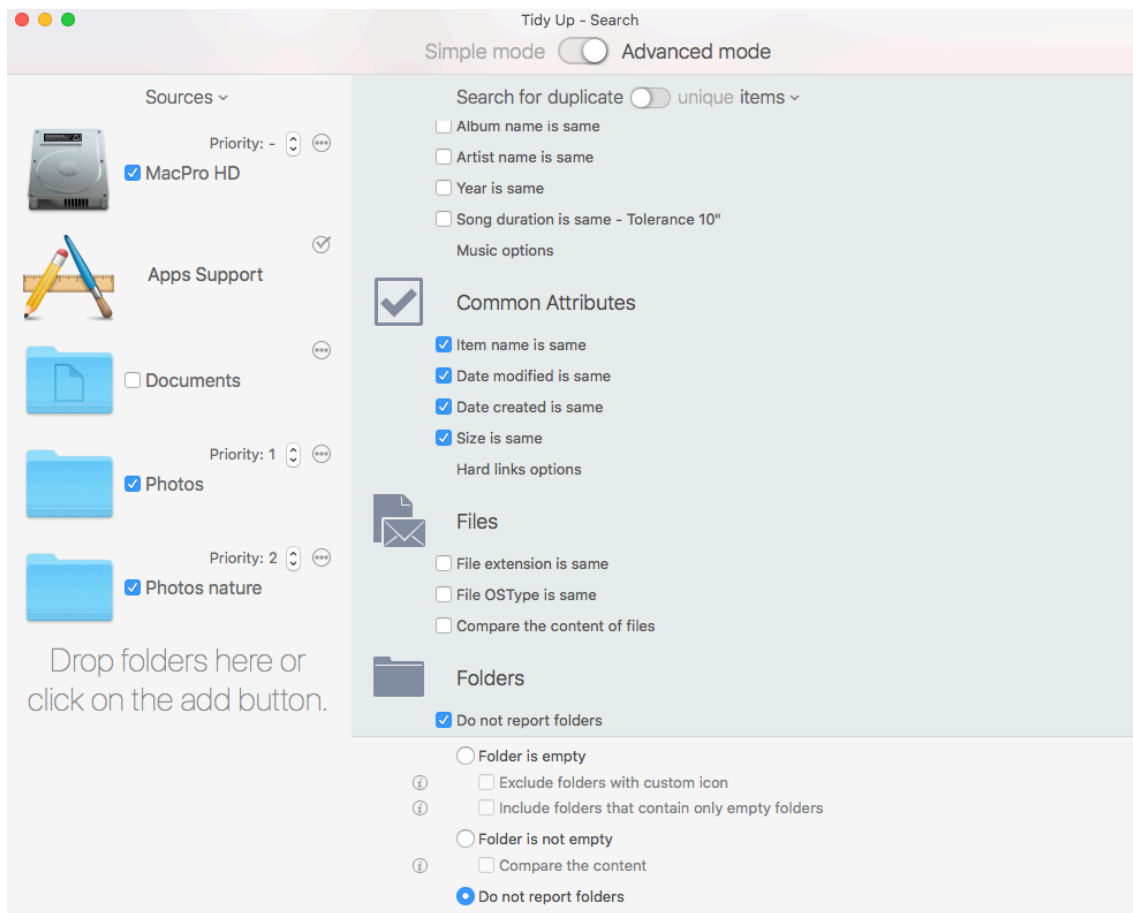 Tidy Up - Search
Simple mode Advanced mode
Sources
Priority: -
MacPro HD
Apps Support
Documents
Priority: 1
Photos
Priority: 2
Photos nature
Drop folders here or
click on the add button.
Search for duplicate unique items
Album name is same
Artist name is same
Year is same
Song duration is same - Tolerance 10"
Music options
Common Attributes
Item name is same
Date modified is same
Date created is same
Size is same
Hard links options
Files
File extension is same
File OSType is same
Compare the content of files
Folders
Do not report folders
Folder is empty
Exclude folders with custom icon
Include folders that contain only empty folders
Folder is not empty
Compare the content
Do not report folders